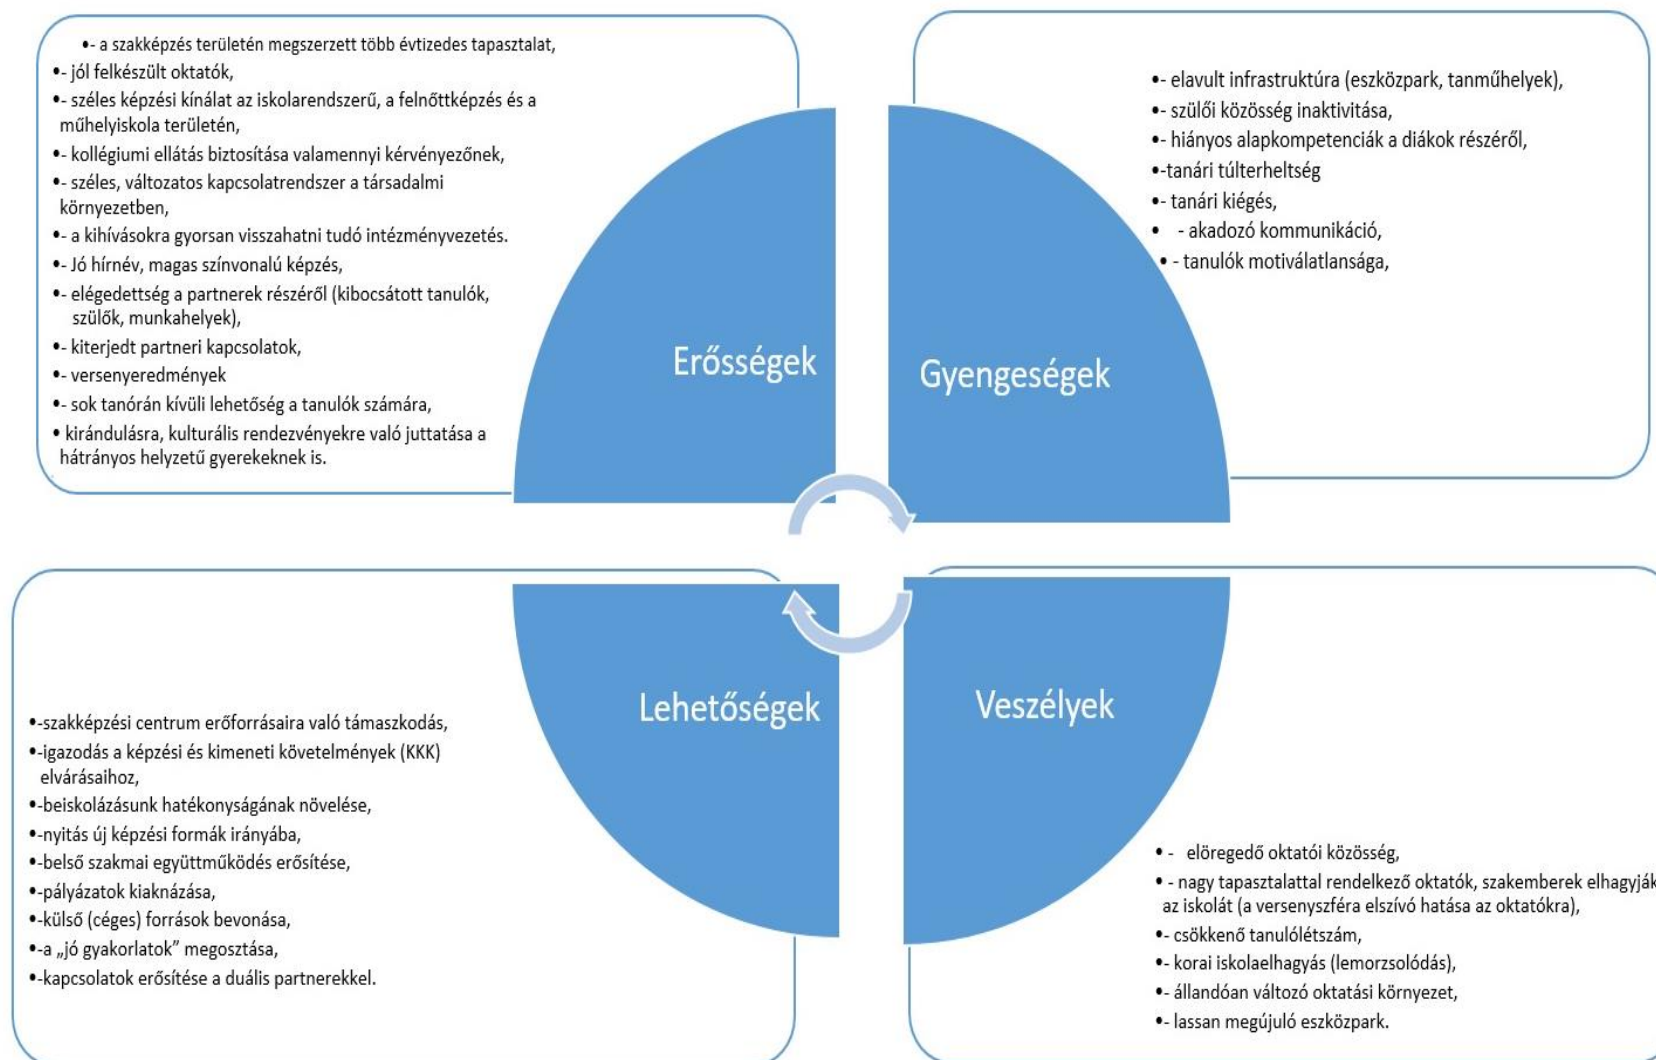 •- a szakképzés területén megszerzett több évtizedes tapasztalat,
•- jól felkészült oktatók,
•- széles képzési kínálat az iskolarendszerű, a felnőttképzés és a
műhelyiskola területén,
•- kollégiumi ellátás biztosítása valamennyi kérvényezőnek,
•- széles, változatos kapcsolatrendszer a társadalmi
környezetben,
•- a kihívásokra gyorsan visszahatni tudó intézményvezetés.
•- Jó hírnév, magas színvonalú képzés,
•- elégedettség a partnerek részéről (kibocsátott tanulók,
szülők, munkahelyek),
•- kiterjedt partneri kapcsolatok,
•- versenyeredmények
•- sok tanórán kívüli lehetőség a tanulók számára,
• kirándulásra, kulturális rendezvényekre való juttatása a
hátrányos helyzetű gyerekeknek is.
Erősségek
•- elavult infrastruktúra (eszközpark, tanműhelyek),
•- szülői közösség inaktivitása,
•- hiányos alapkompetenciák a diákok részéről,
•-tanári túlterheltség
•- tanári kiégés,
• - akadozó kommunikáció,
• - tanulók motiválatlansága,
Gyengeségek
•-szakképzési centrum erőforrásaira való támaszkodás,
•-igazodás a képzési és kimeneti követelmények (KKK)
elvárásaihoz,
•-beiskolázásunk hatékonyságának növelése,
•-nyitás új képzési formák irányába,
•-belső szakmai együttműködés erősítése,
•-pályázatok kiaknázása,
•-külső (céges) források bevonása,
•-a „jó gyakorlatok” megosztása,
•-kapcsolatok erősítése a duális partnerekkel.
Lehetőségek
Veszélyek
• - elöregedő oktatói közösség,
• - nagy tapasztalattal rendelkező oktatók, szakemberek elhagyják
az iskolát (a versenyszféra elszívó hatása az oktatókra),
•- csökkenő tanulólétszám,
•- korai iskolaelhagyás (lemorzsolódás),
•- állandóan változó oktatási környezet,
•- lassan megújuló eszközpark.